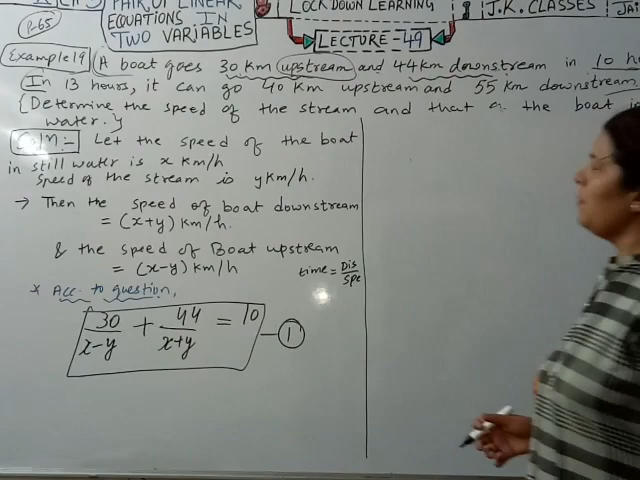 PAIR OF LINEAR
EQUATIONS IN
TWO VARIABLES
LOCK DOWN LEARNING
LECTURE-49
J.K. CLASSES
P-65
Example 19 (A boat goes 30 km upstream and 44 km downstream in 10
In 13 hours, it can go 40 km upstream and 55 km downstream.
{Determine the speed of the stream and that the boat
water.}
Sol'n:- Let the speed of the boat
in still water is x km/h
Speed of the stream is y km/h.
→ Then the speed of boat downstream
= (x+y) km/h.
& the speed of Boat upstream
= (x-y) km/h
time = Dis/Spe
* Acc. to question,
30/x-y + 44/x+y = 10 — ①